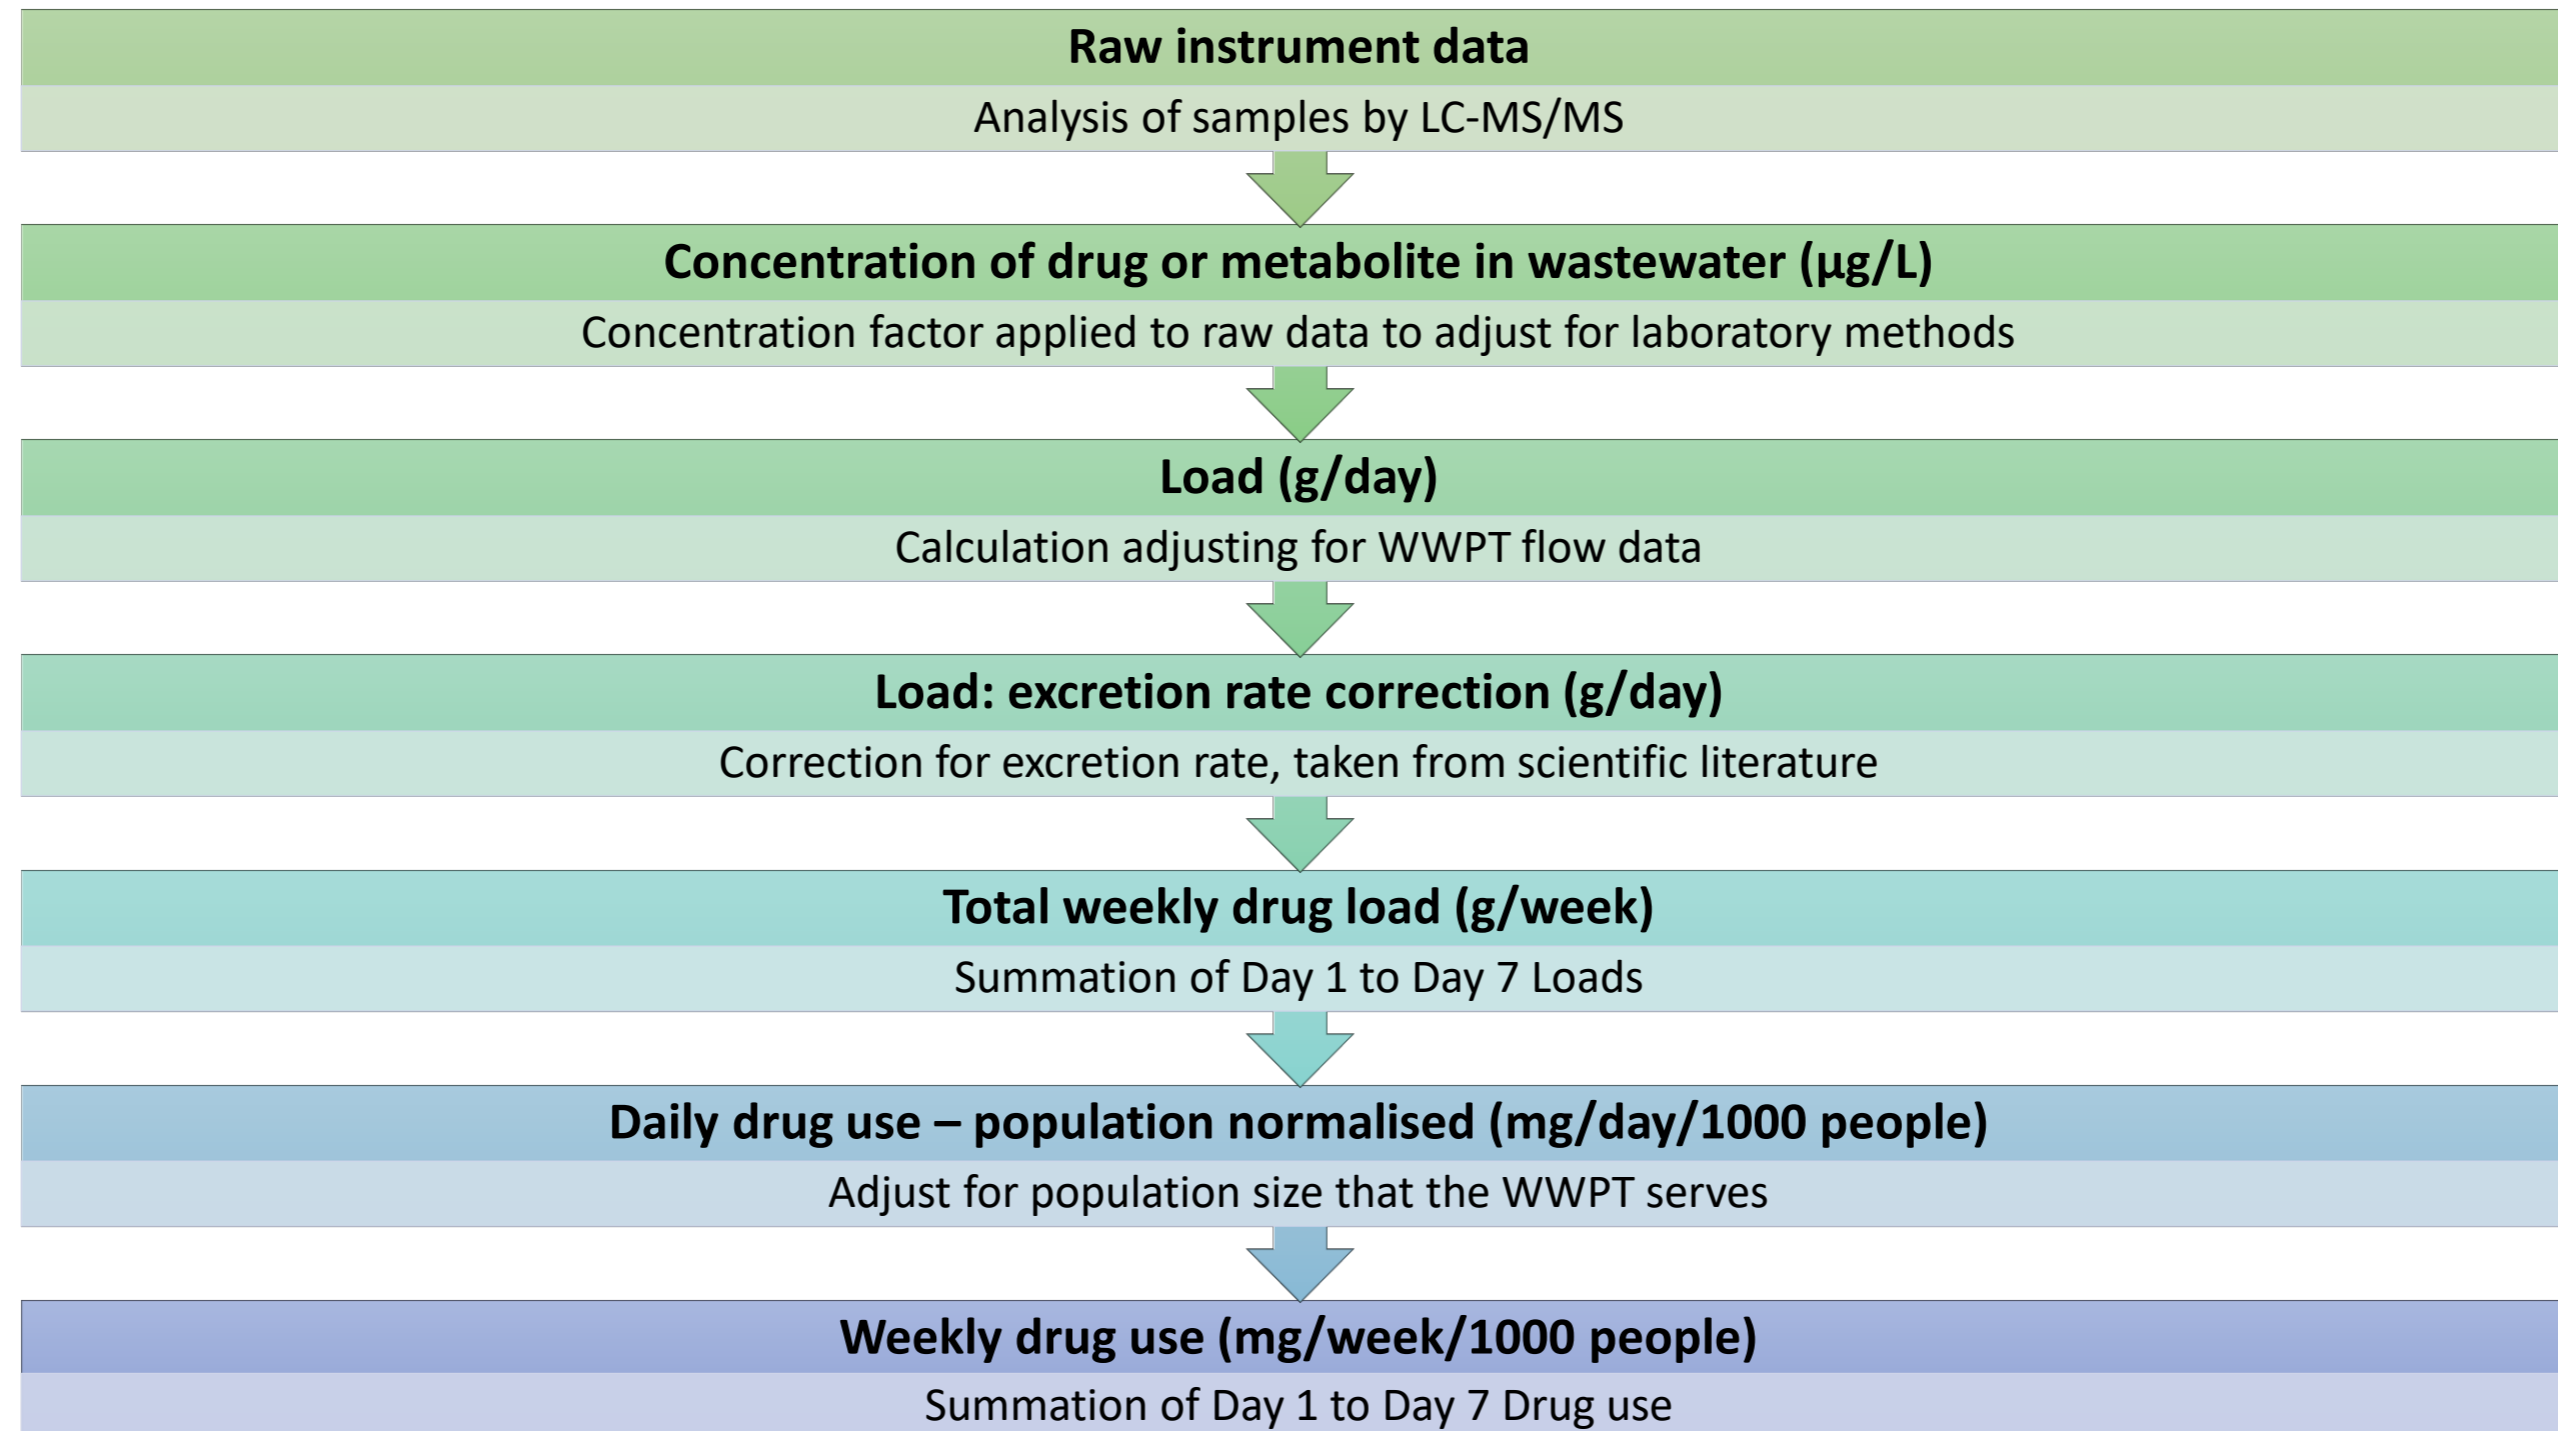 Raw instrument data
Analysis of samples by LC-MS/MS
Concentration of drug or metabolite in wastewater (µg/L)
Concentration factor applied to raw data to adjust for laboratory methods
Load (g/day)
Calculation adjusting for WWPT flow data
Load: excretion rate correction (g/day)
Correction for excretion rate, taken from scientific literature
Total weekly drug load (g/week)
Summation of Day 1 to Day 7 Loads
Daily drug use – population normalised (mg/day/1000 people)
Adjust for population size that the WWPT serves
Weekly drug use (mg/week/1000 people)
Summation of Day 1 to Day 7 Drug use